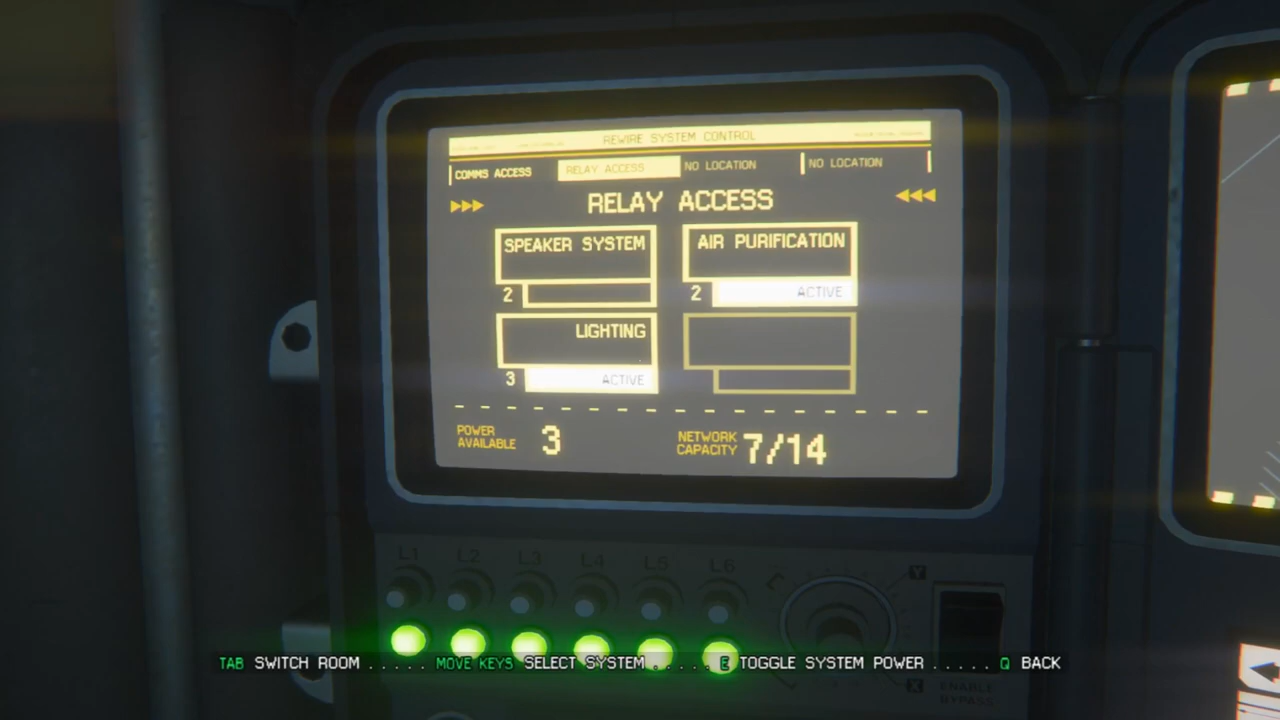 REWIRE SYSTEM CONTROL
COMMS ACCESS RELAY ACCESS NO LOCATION NO LOCATION
RELAY ACCESS
SPEAKER SYSTEM AIR PURIFICATION
2 2 ACTIVE
LIGHTING
3 ACTIVE
POWER AVAILABLE 3 NETWORK CAPACITY 7/14
L1 L2 L3 L4 L5 L6
Y
X
ENABLE
BYPASS
TAB SWITCH ROOM ..... MOVE KEYS SELECT SYSTEM ..... E TOGGLE SYSTEM POWER ..... Q BACK